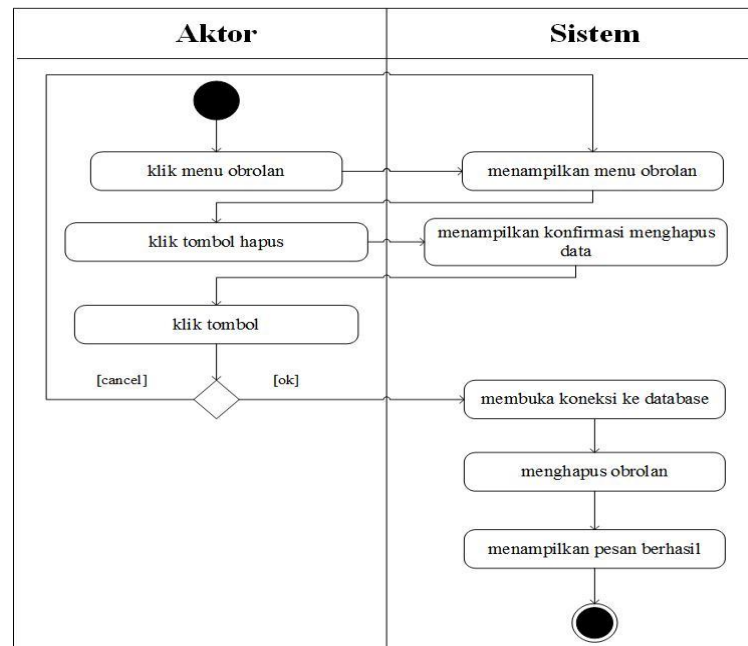 Aktor
Sistem
klik menu obrolan
menampilkan menu obrolan
klik tombol hapus
menampilkan konfirmasi menghapus
data
klik tombol
[cancel]
[ok]
membuka koneksi ke database
menghapus obrolan
menampilkan pesan berhasil